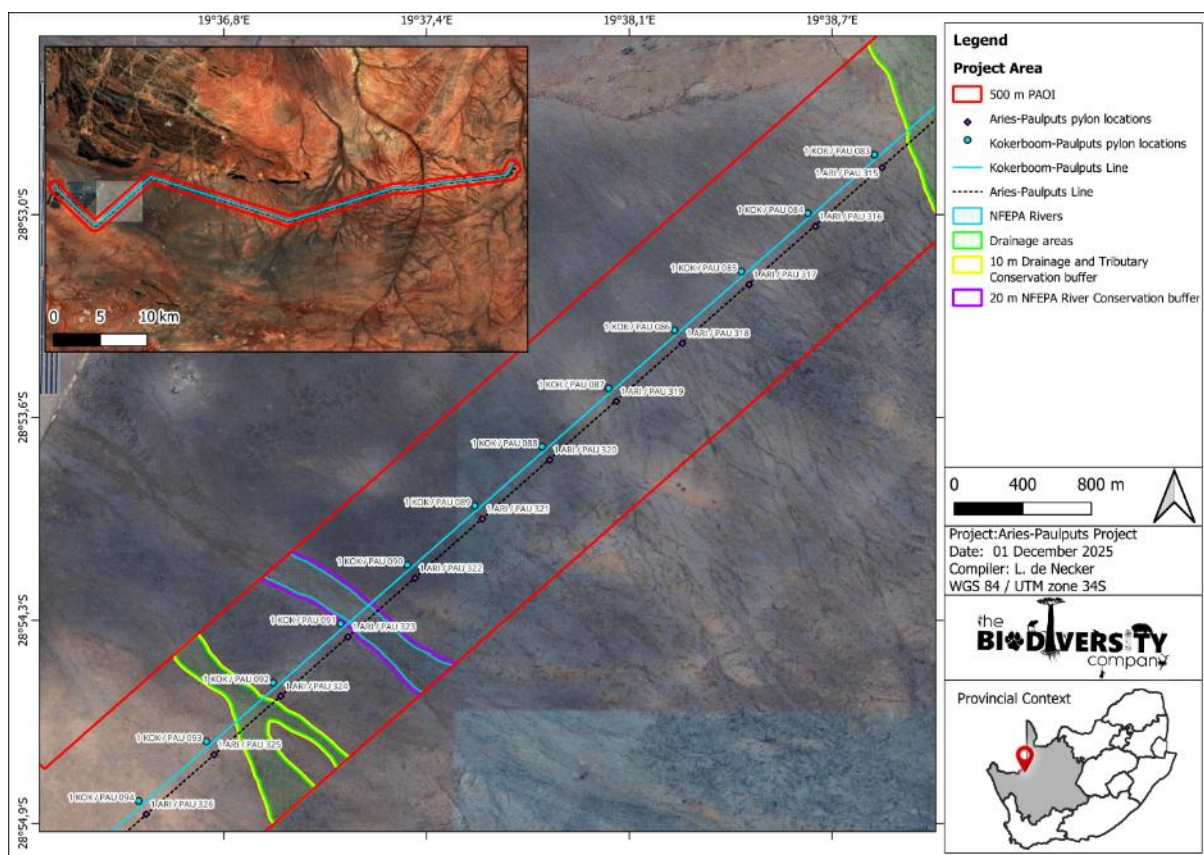 19°36,8'E
19°37,4'E
19°38,1'E
19°38,7'E
28°53,0'S
28°53,6'S
28°54,3'S
28°54,9'S
0 5 10 km
1 KOK / PAU 083
1.ARI / PAU 315
1 KOK / PAU 084
1.ARI / PAU 316
1 KOK / PAU 085
1.ARI / PAU 317
1 KOK / PAU 086
1.ARI / PAU 318
1 KOK / PAU 087
1.ARI / PAU 319
1 KOK / PAU 088
1.ARI / PAU 320
1 KOK / PAU 089
1.ARI / PAU 321
1 KOK / PAU 090
1.ARI / PAU 322
1 KOK / PAU 091
1.ARI / PAU 323
1 KOK / PAU 092
1.ARI / PAU 324
1 KOK / PAU 093
1.ARI / PAU 325
1 KOK / PAU 094
1.ARI / PAU 326
Legend
Project Area
500 m PAOI
Aries-Paulputs pylon locations
Kokerboom-Paulputs pylon locations
Kokerboom-Paulputs Line
Aries-Paulputs Line
NFEPA Rivers
Drainage areas
10 m Drainage and Tributary
Conservation buffer
20 m NFEPA River Conservation buffer
0 400 800 m
Project:Aries-Paulputs Project
Date: 01 December 2025
Compiler: L. de Necker
WGS 84 / UTM zone 34S
the
BIODIVERSITY
company
Provincial Context